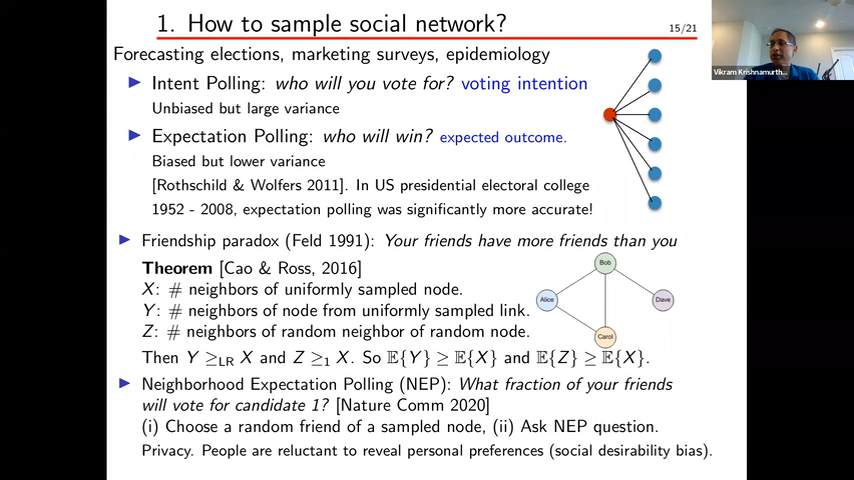 1. How to sample social network?
15/21
Vikram Krishnamurth...
Forecasting elections, marketing surveys, epidemiology
Intent Polling: who will you vote for? voting intention
Unbiased but large variance
Expectation Polling: who will win? expected outcome.
Biased but lower variance
[Rothschild & Wolfers 2011]. In US presidential electoral college
1952 - 2008, expectation polling was significantly more accurate!
Friendship paradox (Feld 1991): Your friends have more friends than you
Theorem [Cao & Ross, 2016]
X: # neighbors of uniformly sampled node.
Y: # neighbors of node from uniformly sampled link.
Z: # neighbors of random neighbor of random node.
Bob
Alice
Dave
Carol
Then Y ≥LR X and Z ≥1 X. So 𝔼{Y} ≥ 𝔼{X} and 𝔼{Z} ≥ 𝔼{X}.
Neighborhood Expectation Polling (NEP): What fraction of your friends
will vote for candidate 1? [Nature Comm 2020]
(i) Choose a random friend of a sampled node, (ii) Ask NEP question.
Privacy. People are reluctant to reveal personal preferences (social desirability bias).